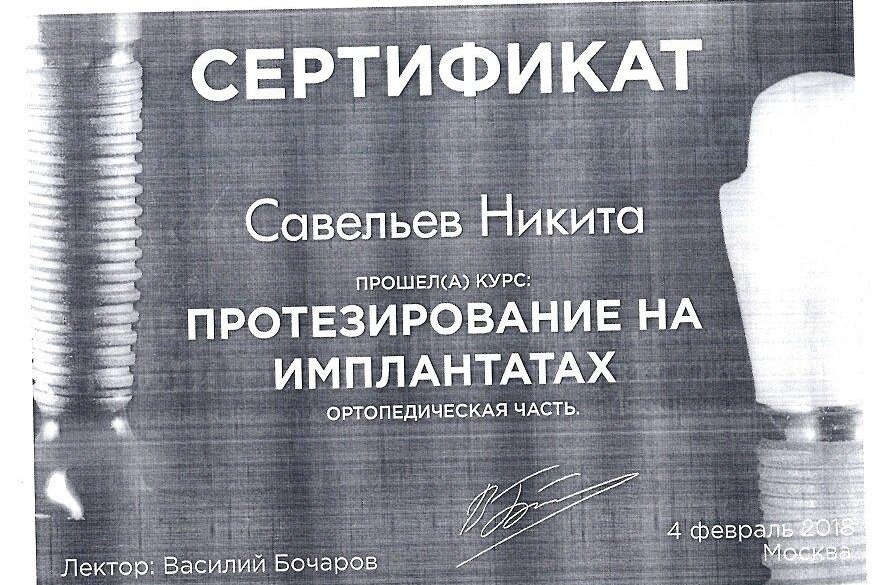 СЕРТИФИКАТ
Савельев Никита
ПРОШЕЛ(А) КУРС:
ПРОТЕЗИРОВАНИЕ НА
ИМПЛАНТАТАХ
ОРТОПЕДИЧЕСКАЯ ЧАСТЬ.
4 февраль 2018
Москва
Лектор: Василий Бочаров